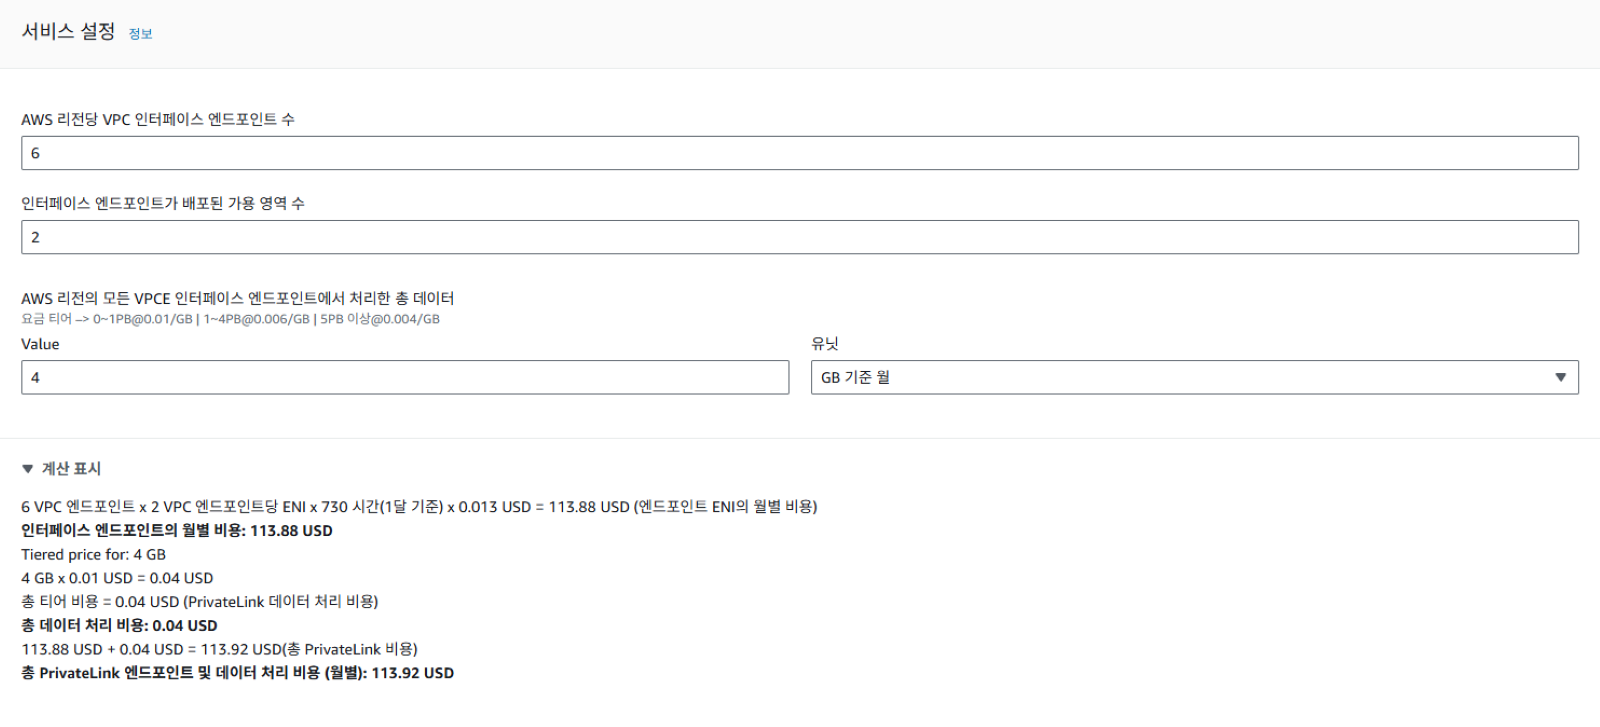 서비스 설정 정보
AWS 리전당 VPC 인터페이스 엔드포인트 수
6
인터페이스 엔드포인트가 배포된 가용 영역 수
2
AWS 리전의 모든 VPCE 인터페이스 엔드포인트에서 처리한 총 데이터
요금 티어 –> 0~1PB@0.01/GB | 1~4PB@0.006/GB | 5PB 이상@0.004/GB
Value
유닛
4
GB 기준 월
계산 표시
6 VPC 엔드포인트 x 2 VPC 엔드포인트당 ENI x 730 시간(1달 기준) x 0.013 USD = 113.88 USD (엔드포인트 ENI의 월별 비용)
인터페이스 엔드포인트의 월별 비용: 113.88 USD
Tiered price for: 4 GB
4 GB x 0.01 USD = 0.04 USD
총 티어 비용 = 0.04 USD (PrivateLink 데이터 처리 비용)
총 데이터 처리 비용: 0.04 USD
113.88 USD + 0.04 USD = 113.92 USD(총 PrivateLink 비용)
총 PrivateLink 엔드포인트 및 데이터 처리 비용 (월별): 113.92 USD